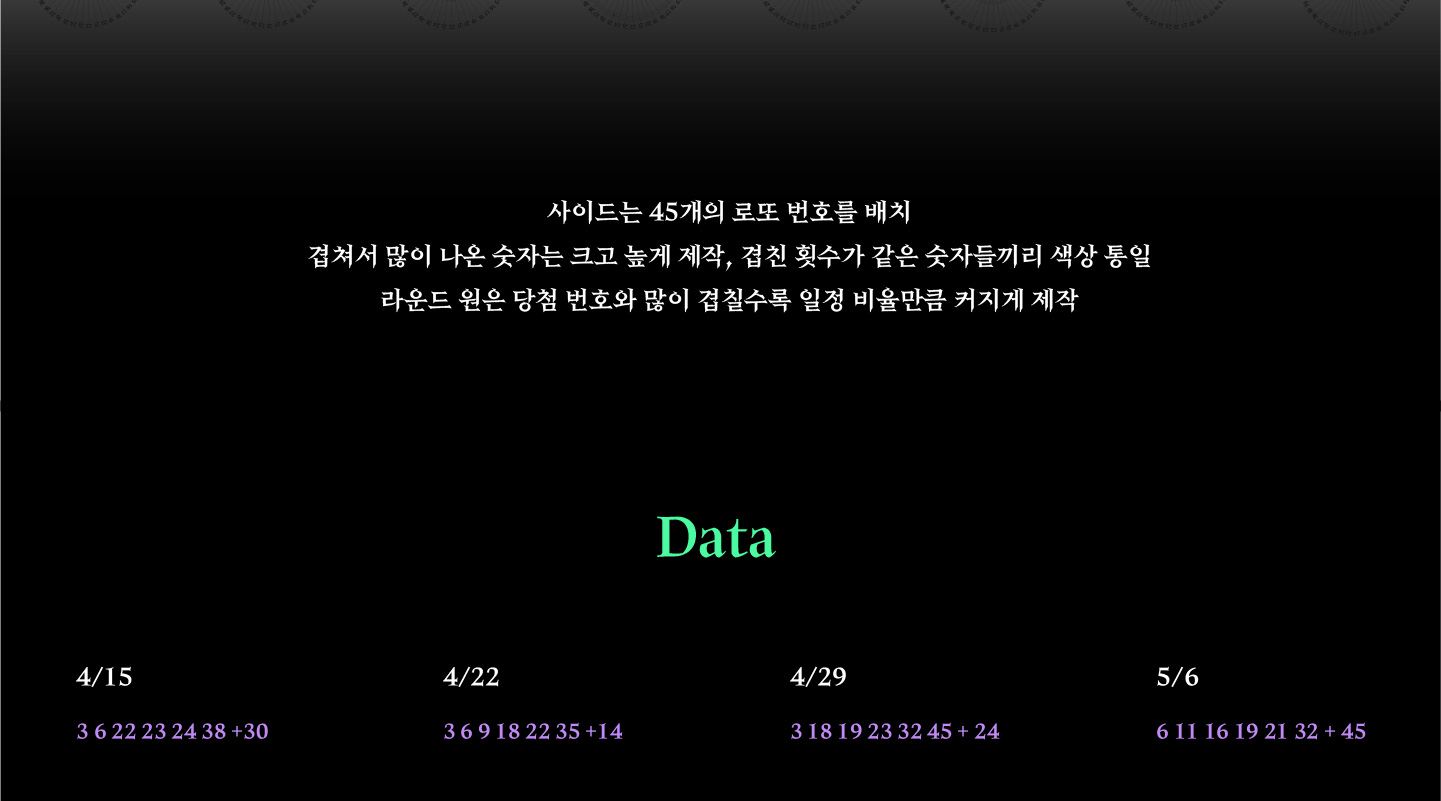 사이드는 45개의 로또 번호를 배치
겹쳐서 많이 나온 숫자는 크고 높게 제작, 겹친 횟수가 같은 숫자들끼리 색상 통일
라운드 원은 당첨 번호와 많이 겹칠수록 일정 비율만큼 커지게 제작
Data
4/15
3 6 22 23 24 38 +30
4/22
3 6 9 18 22 35 +14
4/29
3 18 19 23 32 45 + 24
5/6
6 11 16 19 21 32 + 45